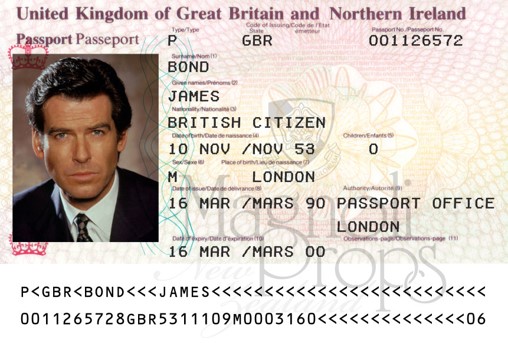 United Kingdom of Great Britain and Northern Ireland
Passport Passeport
Type/Type Code of Issuing/Code de l'Etat Passport No./Passeport No.
State emetteur
P GBR 001126572
Surname/Nom (1)
BOND
Given names/Prénoms (2)
JAMES
Nationality/Nationalité (3)
BRITISH CITIZEN
Date of birth/Date de naissance (4) Children/Enfants (5)
10 NOV /NOV 53 0
Sex/Sexe (6) Place of birth/Lieu de naissance (7)
M LONDON
Date of issue/Date de délivrance (8) Authority/Autorité (9)
16 MAR /MARS 90 PASSPORT OFFICE
LONDON
Date of expiry/Date d'expiration (10) Observations-page/Observations-page (11)
16 MAR /MARS 00
Magnoli
Props
New Zealand
P<GBR<BOND<<<JAMES<<<<<<<<<<<<<<<<<<<<<<<<<<
0011265728GBR5311109M0003160<<<<<<<<<<<<<<06